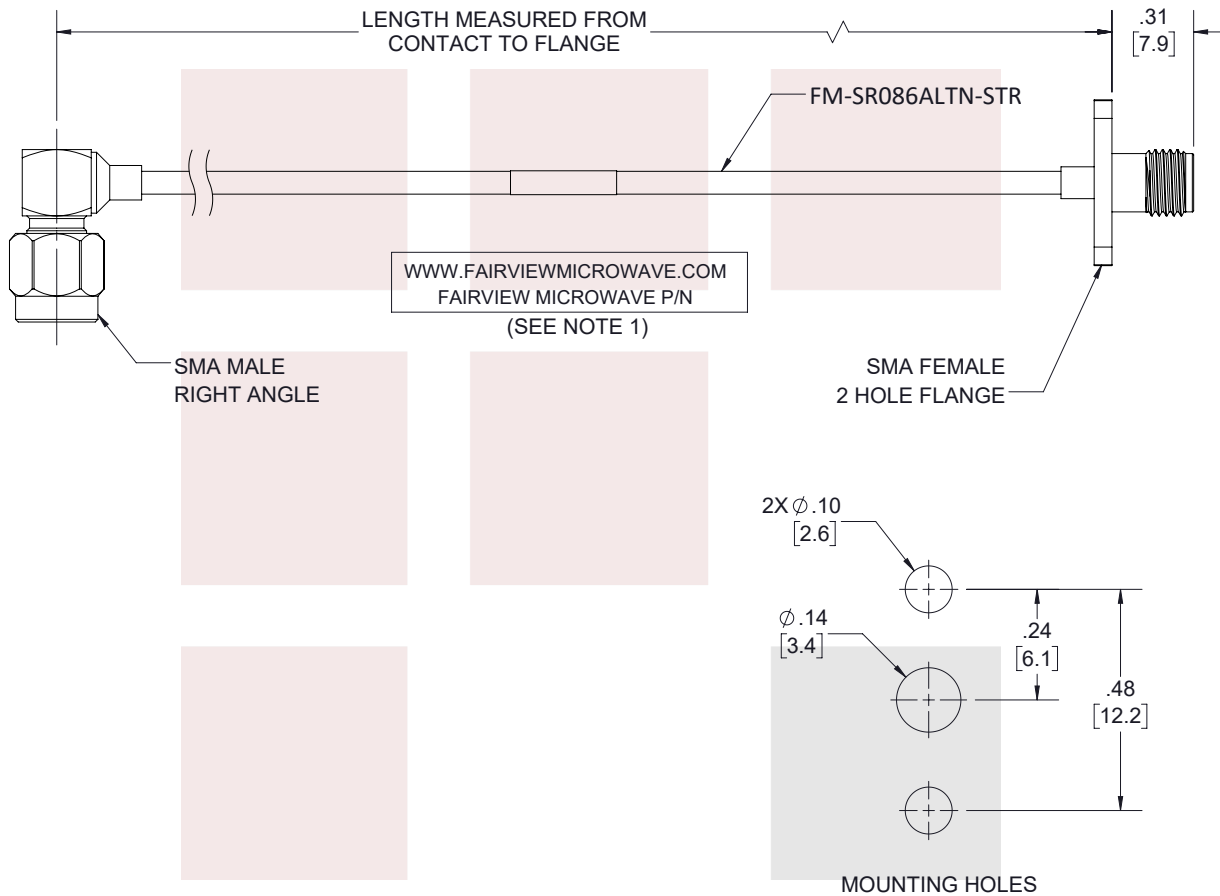 LENGTH MEASURED FROM
CONTACT TO FLANGE
.31
[7.9]
FM-SR086ALTN-STR
WWW.FAIRVIEWMICROWAVE.COM
FAIRVIEW MICROWAVE P/N
(SEE NOTE 1)
SMA MALE
RIGHT ANGLE
SMA FEMALE
2 HOLE FLANGE
2X ⌀ .10
[2.6]
⌀ .14
[3.4]
.24
[6.1]
.48
[12.2]
MOUNTING HOLES